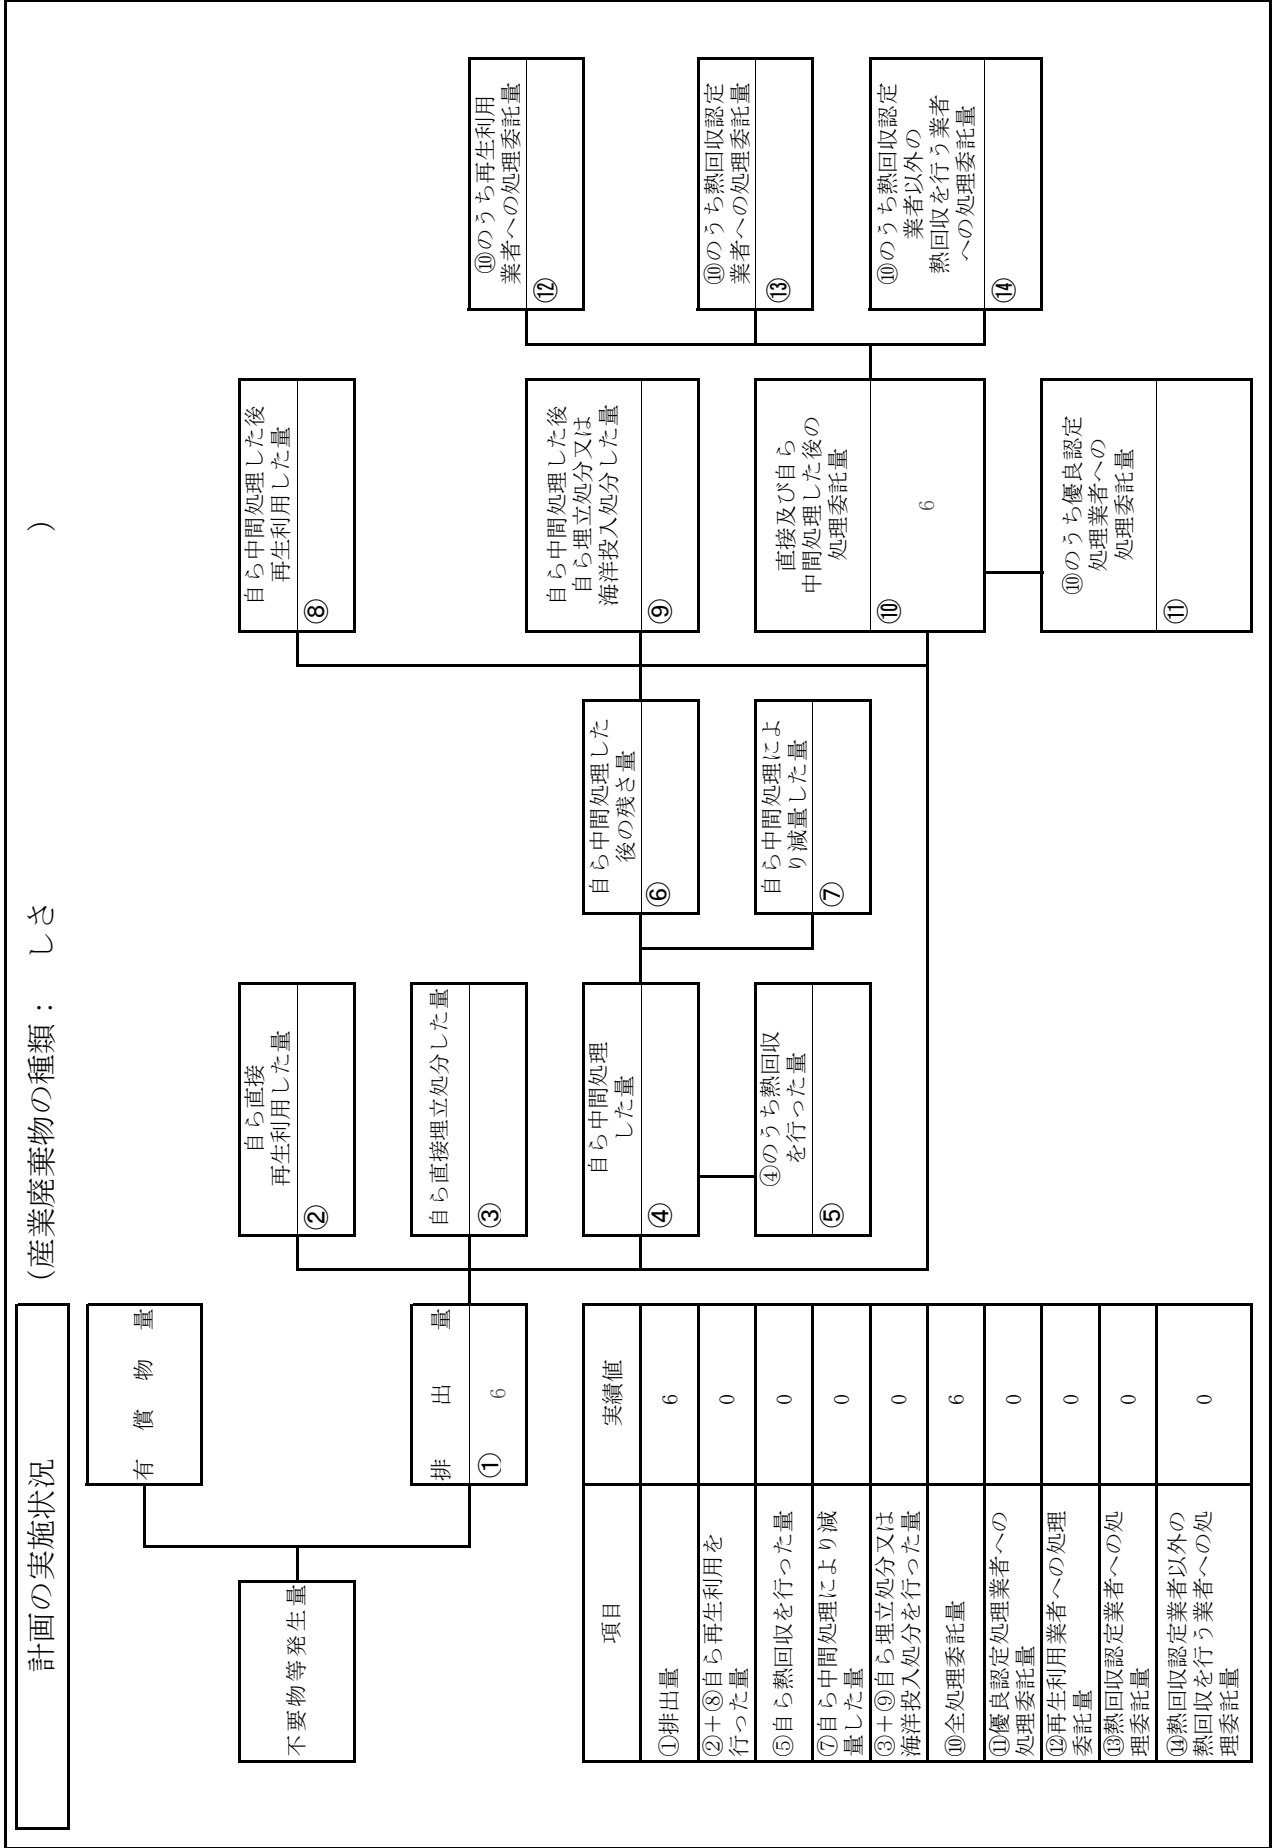 計画の実施状況
(産業廃棄物の種類： しさ )
不要物等発生量
有 償 物 量
排 出 量
① 6
自ら直接
再生利用した量
②
自ら直接埋立処分した量
③
自ら中間処理
した量
④
④のうち熱回収
を行った量
⑤
自ら中間処理した
後の残さ量
⑥
自ら中間処理によ
り減量した量
⑦
自ら中間処理した後
再生利用した量
⑧
自ら中間処理した後
自ら埋立処分又は
海洋投入処分した量
⑨
直接及び自ら
中間処理した後の
処理委託量
⑩ 6
⑩のうち優良認定
処理業者への
処理委託量
⑪
⑩のうち再生利用
業者への処理委託量
⑫
⑩のうち熱回収認定
業者への処理委託量
⑬
⑩のうち熱回収認定
業者以外の
熱回収を行う業者
への処理委託量
⑭
項目 実績値
①排出量 6
②＋⑧自ら再生利用を
行った量 0
⑤自ら熱回収を行った量 0
⑦自ら中間処理により減
量した量 0
③＋⑨自ら埋立処分又は
海洋投入処分を行った量 0
⑩全処理委託量 6
⑪優良認定処理業者への
処理委託量 0
⑫再生利用業者への処理
委託量 0
⑬熱回収認定業者への処
理委託量 0
⑭熱回収認定業者以外の
熱回収を行う業者への処
理委託量 0